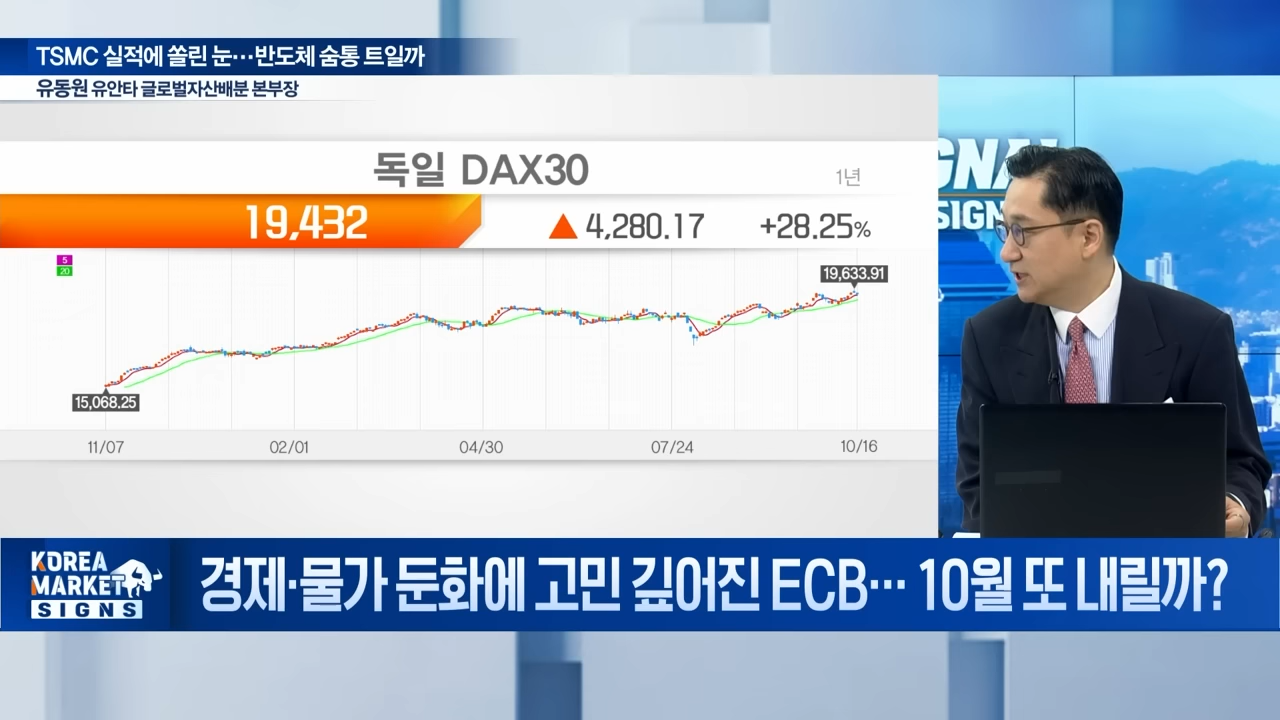 TSMC 실적에 쏠린 눈…반도체 숨통 트일까
유동원 유안타 글로벌자산배분 본부장
독일 DAX30
1년
19,432 ▲ 4,280.17 +28.25%
5
20
19,633.91
15,068.25
11/07 02/01 04/30 07/24 10/16
GNAL
SIGN
KOREA
MARKET
SIGNS
경제·물가 둔화에 고민 깊어진 ECB… 10월 또 내릴까?